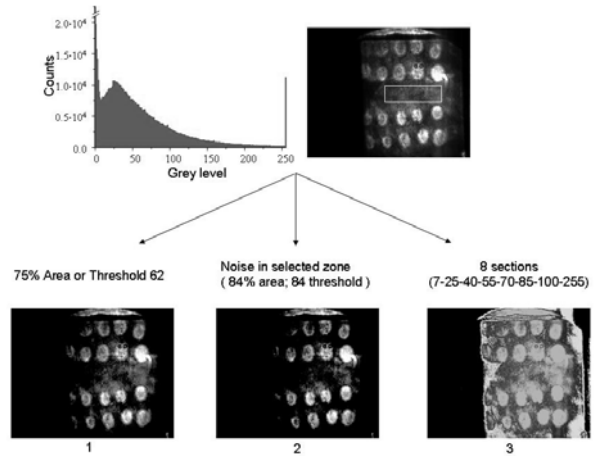 2.0·10⁴
1.5·10⁴
1.0·10⁴
0.5·10⁴
0.0
Counts
0 50 100 150 200 250
Grey level
75% Area or Threshold 62
Noise in selected zone
( 84% area; 84 threshold )
8 sections
(7-25-40-55-70-85-100-255)
1
2
3